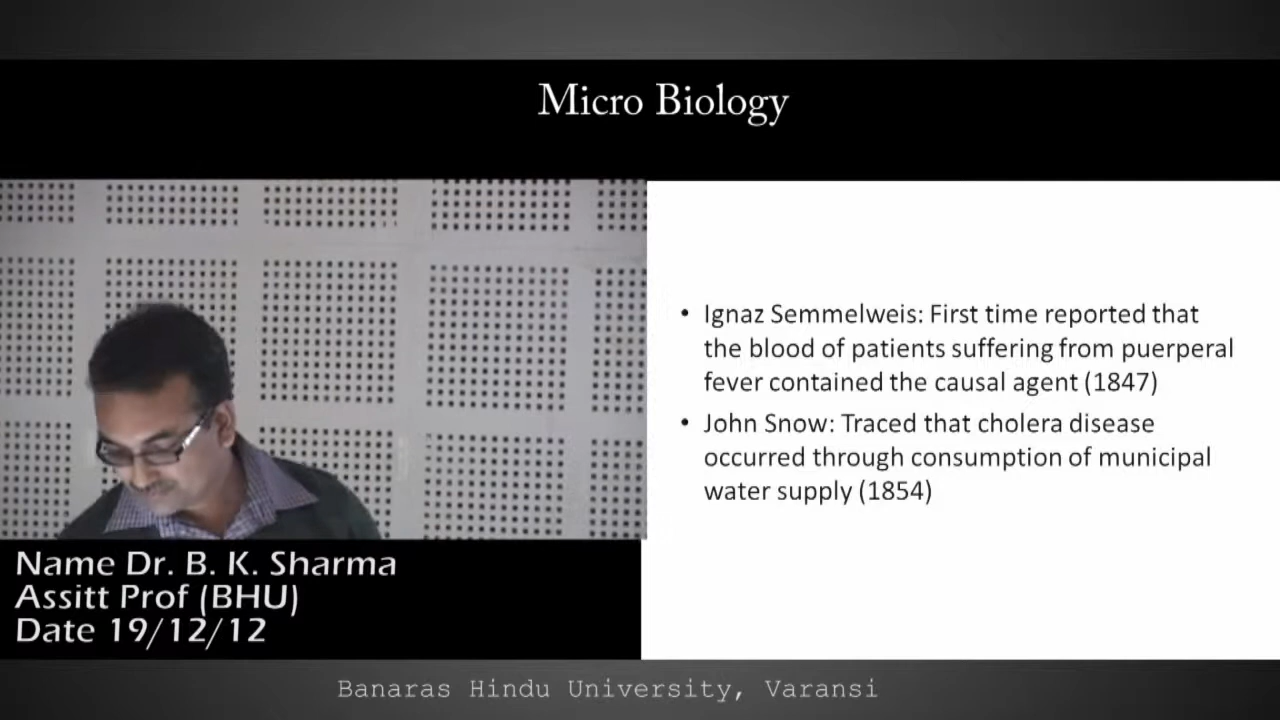 Micro Biology
• Ignaz Semmelweis: First time reported that
the blood of patients suffering from puerperal
fever contained the causal agent (1847)
• John Snow: Traced that cholera disease
occurred through consumption of municipal
water supply (1854)
Name Dr. B. K. Sharma
Assitt Prof (BHU)
Date 19/12/12
Banaras Hindu University, Varansi